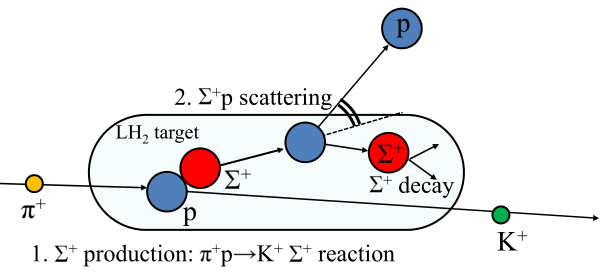 p
2. Σ⁺p scattering
LH₂ target
Σ⁺
Σ⁺
Σ⁺ decay
π⁺
p
K⁺
1. Σ⁺ production: π⁺p→K⁺ Σ⁺ reaction